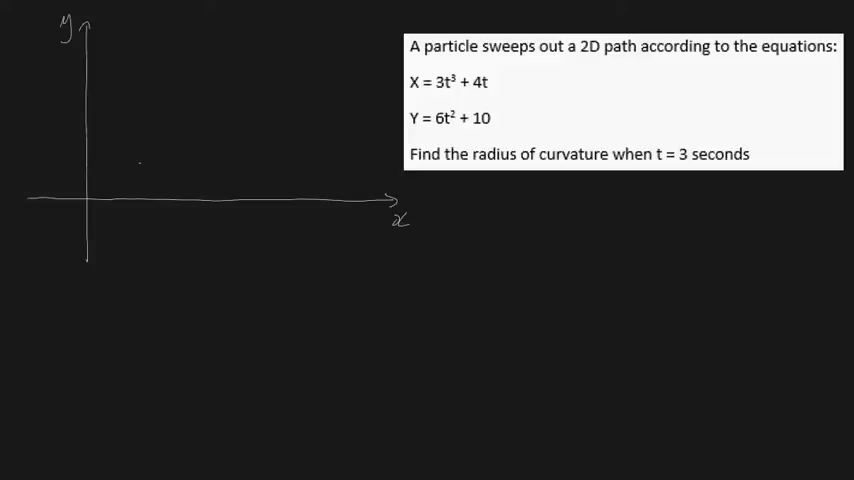 y
A particle sweeps out a 2D path according to the equations:
X = 3t³ + 4t
Y = 6t² + 10
Find the radius of curvature when t = 3 seconds
x